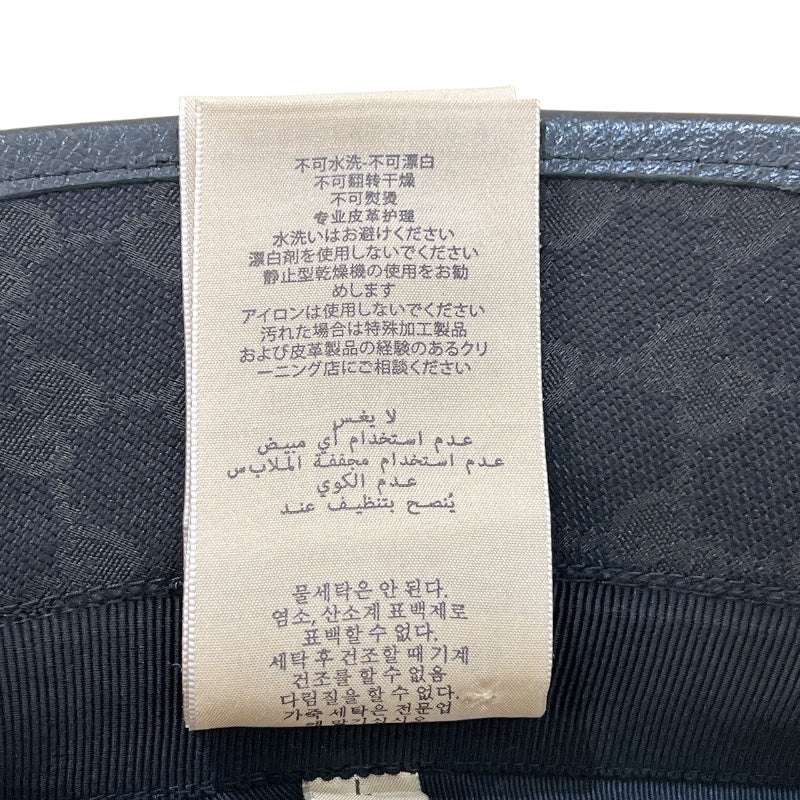 不可水洗-不可漂白
不可翻转干燥
不可熨烫
专业皮革护理
水洗いはお避けください
漂白剤を使用しないでください
静止型乾燥機の使用をお勧
めします
アイロンは使用しないでください
汚れた場合は特殊加工製品
および皮革製品の経験のあるクリ
ーニング店にご相談ください
لا يغس
عدم استخدام أي مبيض
عدم استخدام مجففة الملابس
عدم الكوي
يُنصح بتنظيف عند
물세탁은 안 된다.
염소, 산소계 표백제로
표백할 수 없다.
세탁 후 건조할 때 기계
건조를 할 수 없음
다림질을 할 수 없다.
가죽 세탁은 전문업